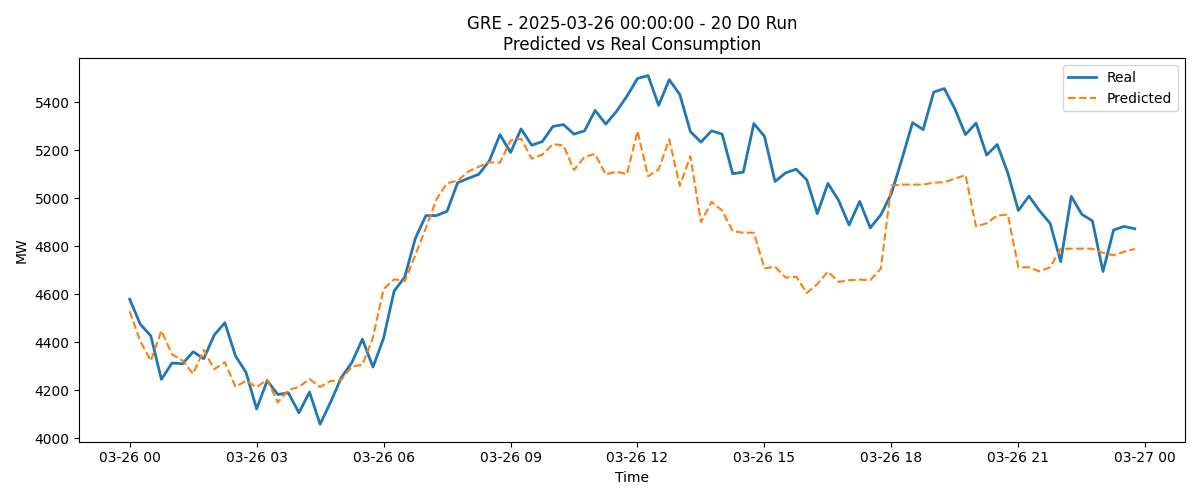 GRE - 2025-03-26 00:00:00 - 20 D0 Run
Predicted vs Real Consumption
Real
Predicted
MW
5400
5200
5000
4800
4600
4400
4200
4000
03-26 00
03-26 03
03-26 06
03-26 09
03-26 12
03-26 15
03-26 18
03-26 21
03-27 00
Time